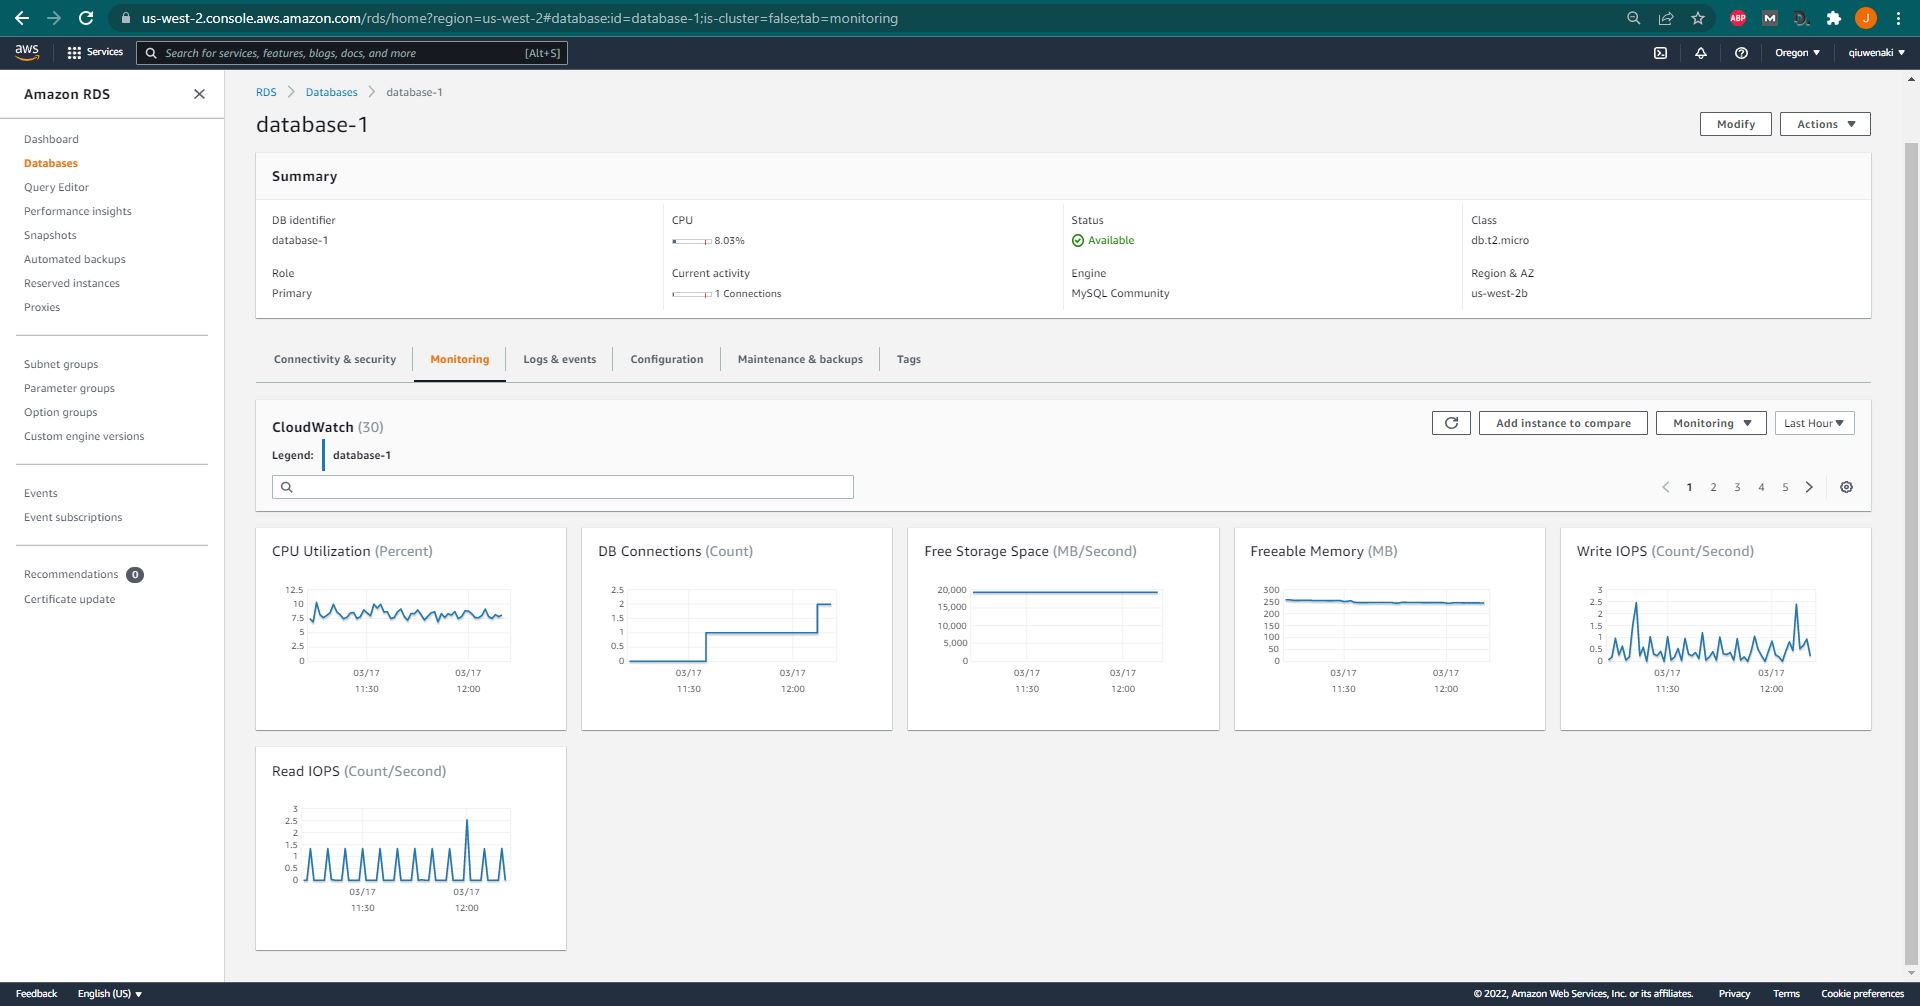 us-west-2.console.aws.amazon.com/rds/home?region=us-west-2#database:id=database-1;is-cluster=false;tab=monitoring
ABP
M
J
aws
Services
Search for services, features, blogs, docs, and more
[Alt+S]
Oregon
qiuwenaki
Amazon RDS
Dashboard
Databases
Query Editor
Performance insights
Snapshots
Automated backups
Reserved instances
Proxies
Subnet groups
Parameter groups
Option groups
Custom engine versions
Events
Event subscriptions
Recommendations 0
Certificate update
RDS > Databases > database-1
database-1
Modify
Actions
Summary
DB identifier
database-1
CPU
8.03%
Status
Available
Class
db.t2.micro
Role
Primary
Current activity
1 Connections
Engine
MySQL Community
Region & AZ
us-west-2b
Connectivity & security
Monitoring
Logs & events
Configuration
Maintenance & backups
Tags
CloudWatch (30)
Add instance to compare
Monitoring
Last Hour
Legend: database-1
1 2 3 4 5
CPU Utilization (Percent)
12.5
10
7.5
5
2.5
0
03/17 03/17
11:30 12:00
DB Connections (Count)
2.5
2
1.5
1
0.5
0
03/17 03/17
11:30 12:00
Free Storage Space (MB/Second)
20,000
15,000
10,000
5,000
0
03/17 03/17
11:30 12:00
Freeable Memory (MB)
300
250
200
150
100
50
0
03/17 03/17
11:30 12:00
Write IOPS (Count/Second)
3
2.5
2
1.5
1
0.5
0
03/17 03/17
11:30 12:00
Read IOPS (Count/Second)
3
2.5
2
1.5
1
0.5
0
03/17 03/17
11:30 12:00
Feedback
English (US)
© 2022, Amazon Web Services, Inc. or its affiliates.
Privacy
Terms
Cookie preferences